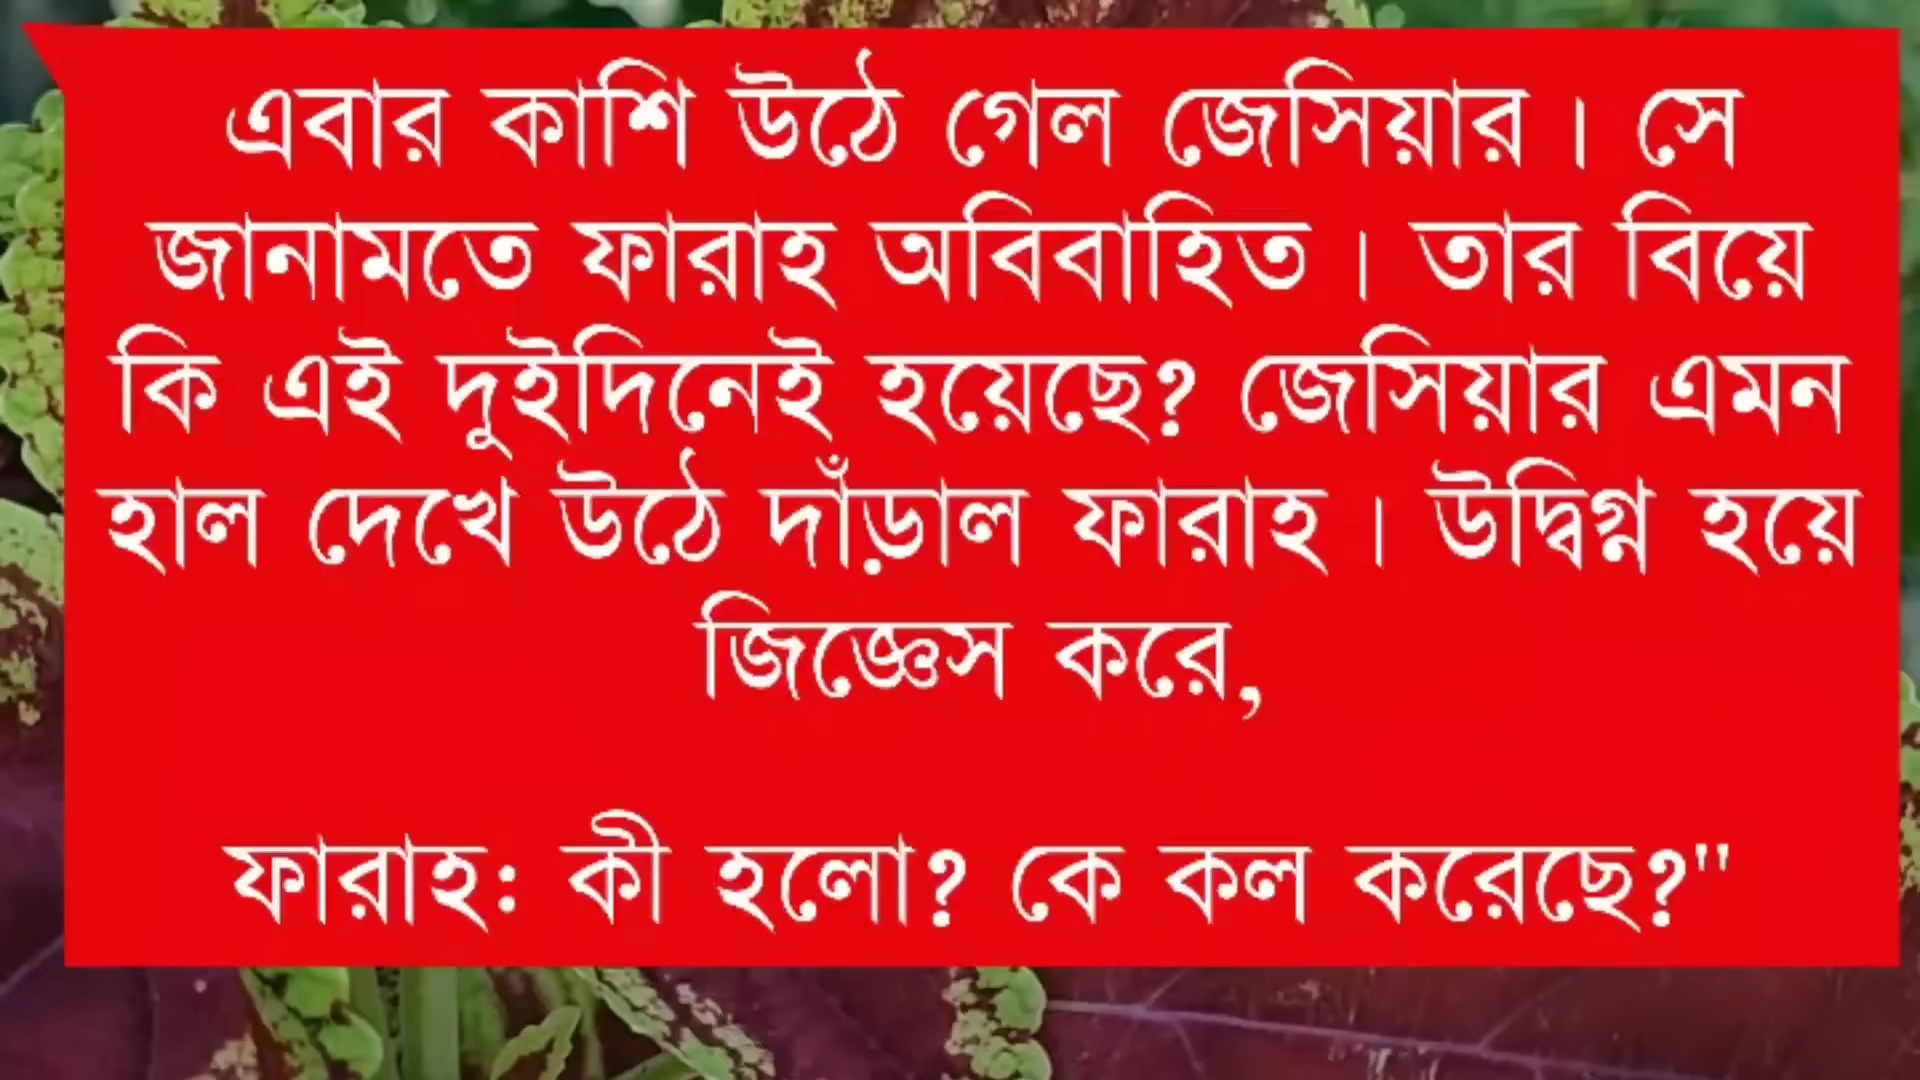 এবার কাশি উঠে গেল জেসিয়ার । সে
জানামতে ফারাহ অবিবাহিত । তার বিয়ে
কি এই দুইদিনেই হয়েছে? জেসিয়ার এমন
হাল দেখে উঠে দাঁড়াল ফারাহ । উদ্বিগ্ন হয়ে
জিজ্ঞেস করে,
ফারাহ: কী হলো? কে কল করেছে?"